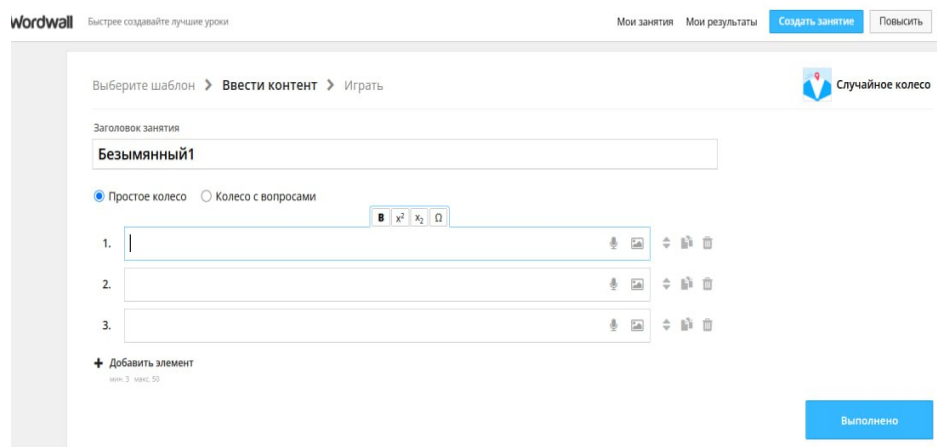 Wordwall Быстрее создавайте лучшие уроки Мои занятия Мои результаты Создать занятие Повысить
Выберите шаблон > Ввести контент > Играть Случайное колесо
Заголовок занятия
Безымянный1
Простое колесо Колесо с вопросами
B x² x₂ Ω
1.
2.
3.
+ Добавить элемент
мин. 3 макс. 50
Выполнено